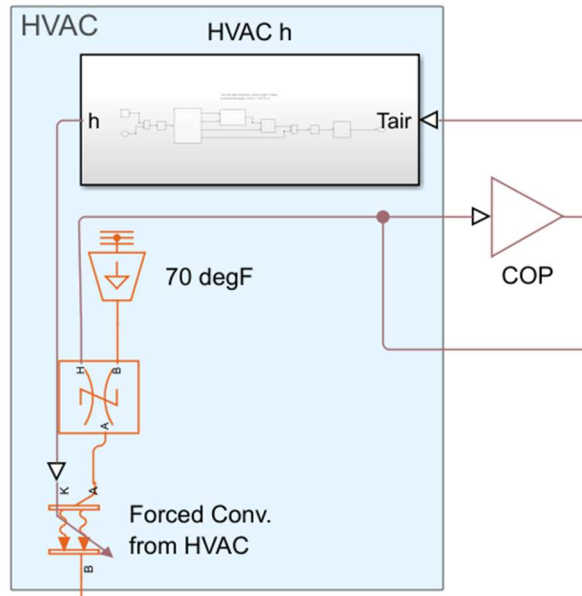 HVAC
HVAC h
h
Tair
70 degF
COP
H
B
A
K
A
Forced Conv.
from HVAC
B